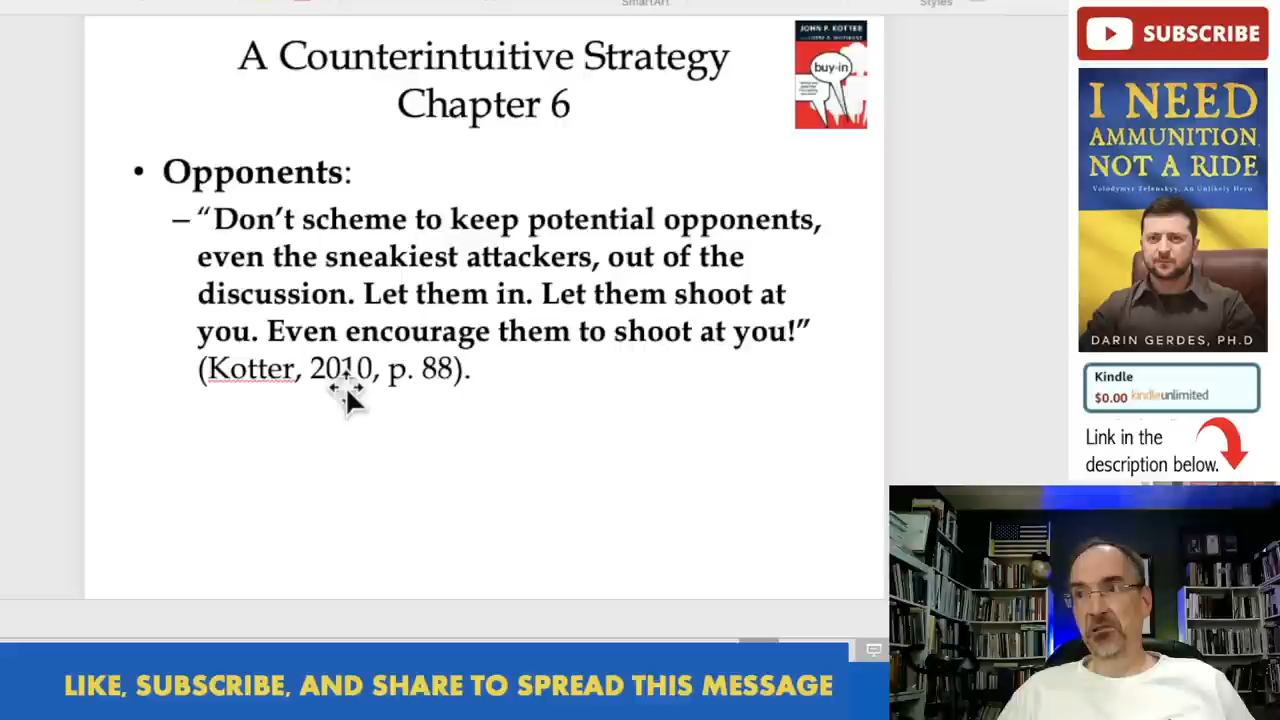 SmartArt
Styles
A Counterintuitive Strategy
Chapter 6
JOHN P. KOTTER
buy-in
• Opponents:
– “Don’t scheme to keep potential opponents,
even the sneakiest attackers, out of the
discussion. Let them in. Let them shoot at
you. Even encourage them to shoot at you!”
(Kotter, 2010, p. 88).
SUBSCRIBE
I NEED
AMMUNITION,
NOT A RIDE
Volodymyr Zelenskyy, An Unlikely Hero
DARIN GERDES, PH.D
Kindle
$0.00 kindleunlimited
Link in the
description below.
LIKE, SUBSCRIBE, AND SHARE TO SPREAD THIS MESSAGE